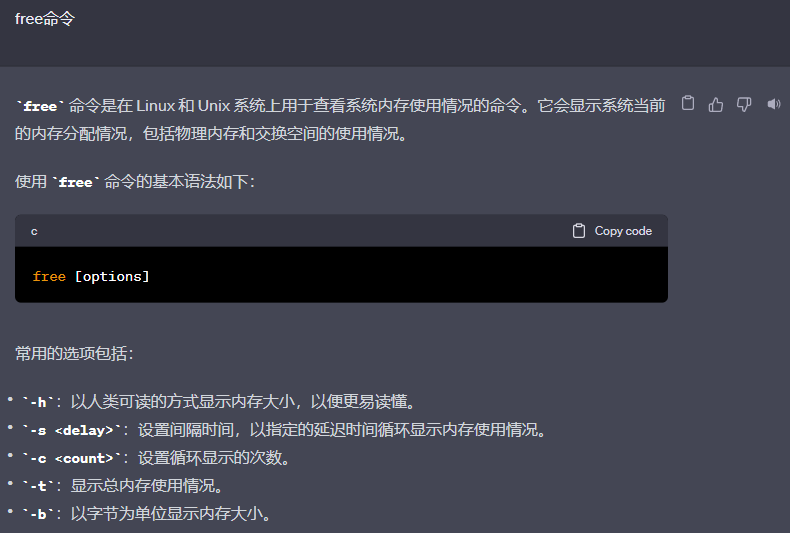 free命令
`free` 命令是在 Linux 和 Unix 系统上用于查看系统内存使用情况的命令。它会显示系统当前
的内存分配情况，包括物理内存和交换空间的使用情况。
使用 `free` 命令的基本语法如下：
c Copy code
free [options]
常用的选项包括：
• `-h`：以人类可读的方式显示内存大小，以便更易读懂。
• `-s <delay>`：设置间隔时间，以指定的延迟时间循环显示内存使用情况。
• `-c <count>`：设置循环显示的次数。
• `-t`：显示总内存使用情况。
• `-b`：以字节为单位显示内存大小。